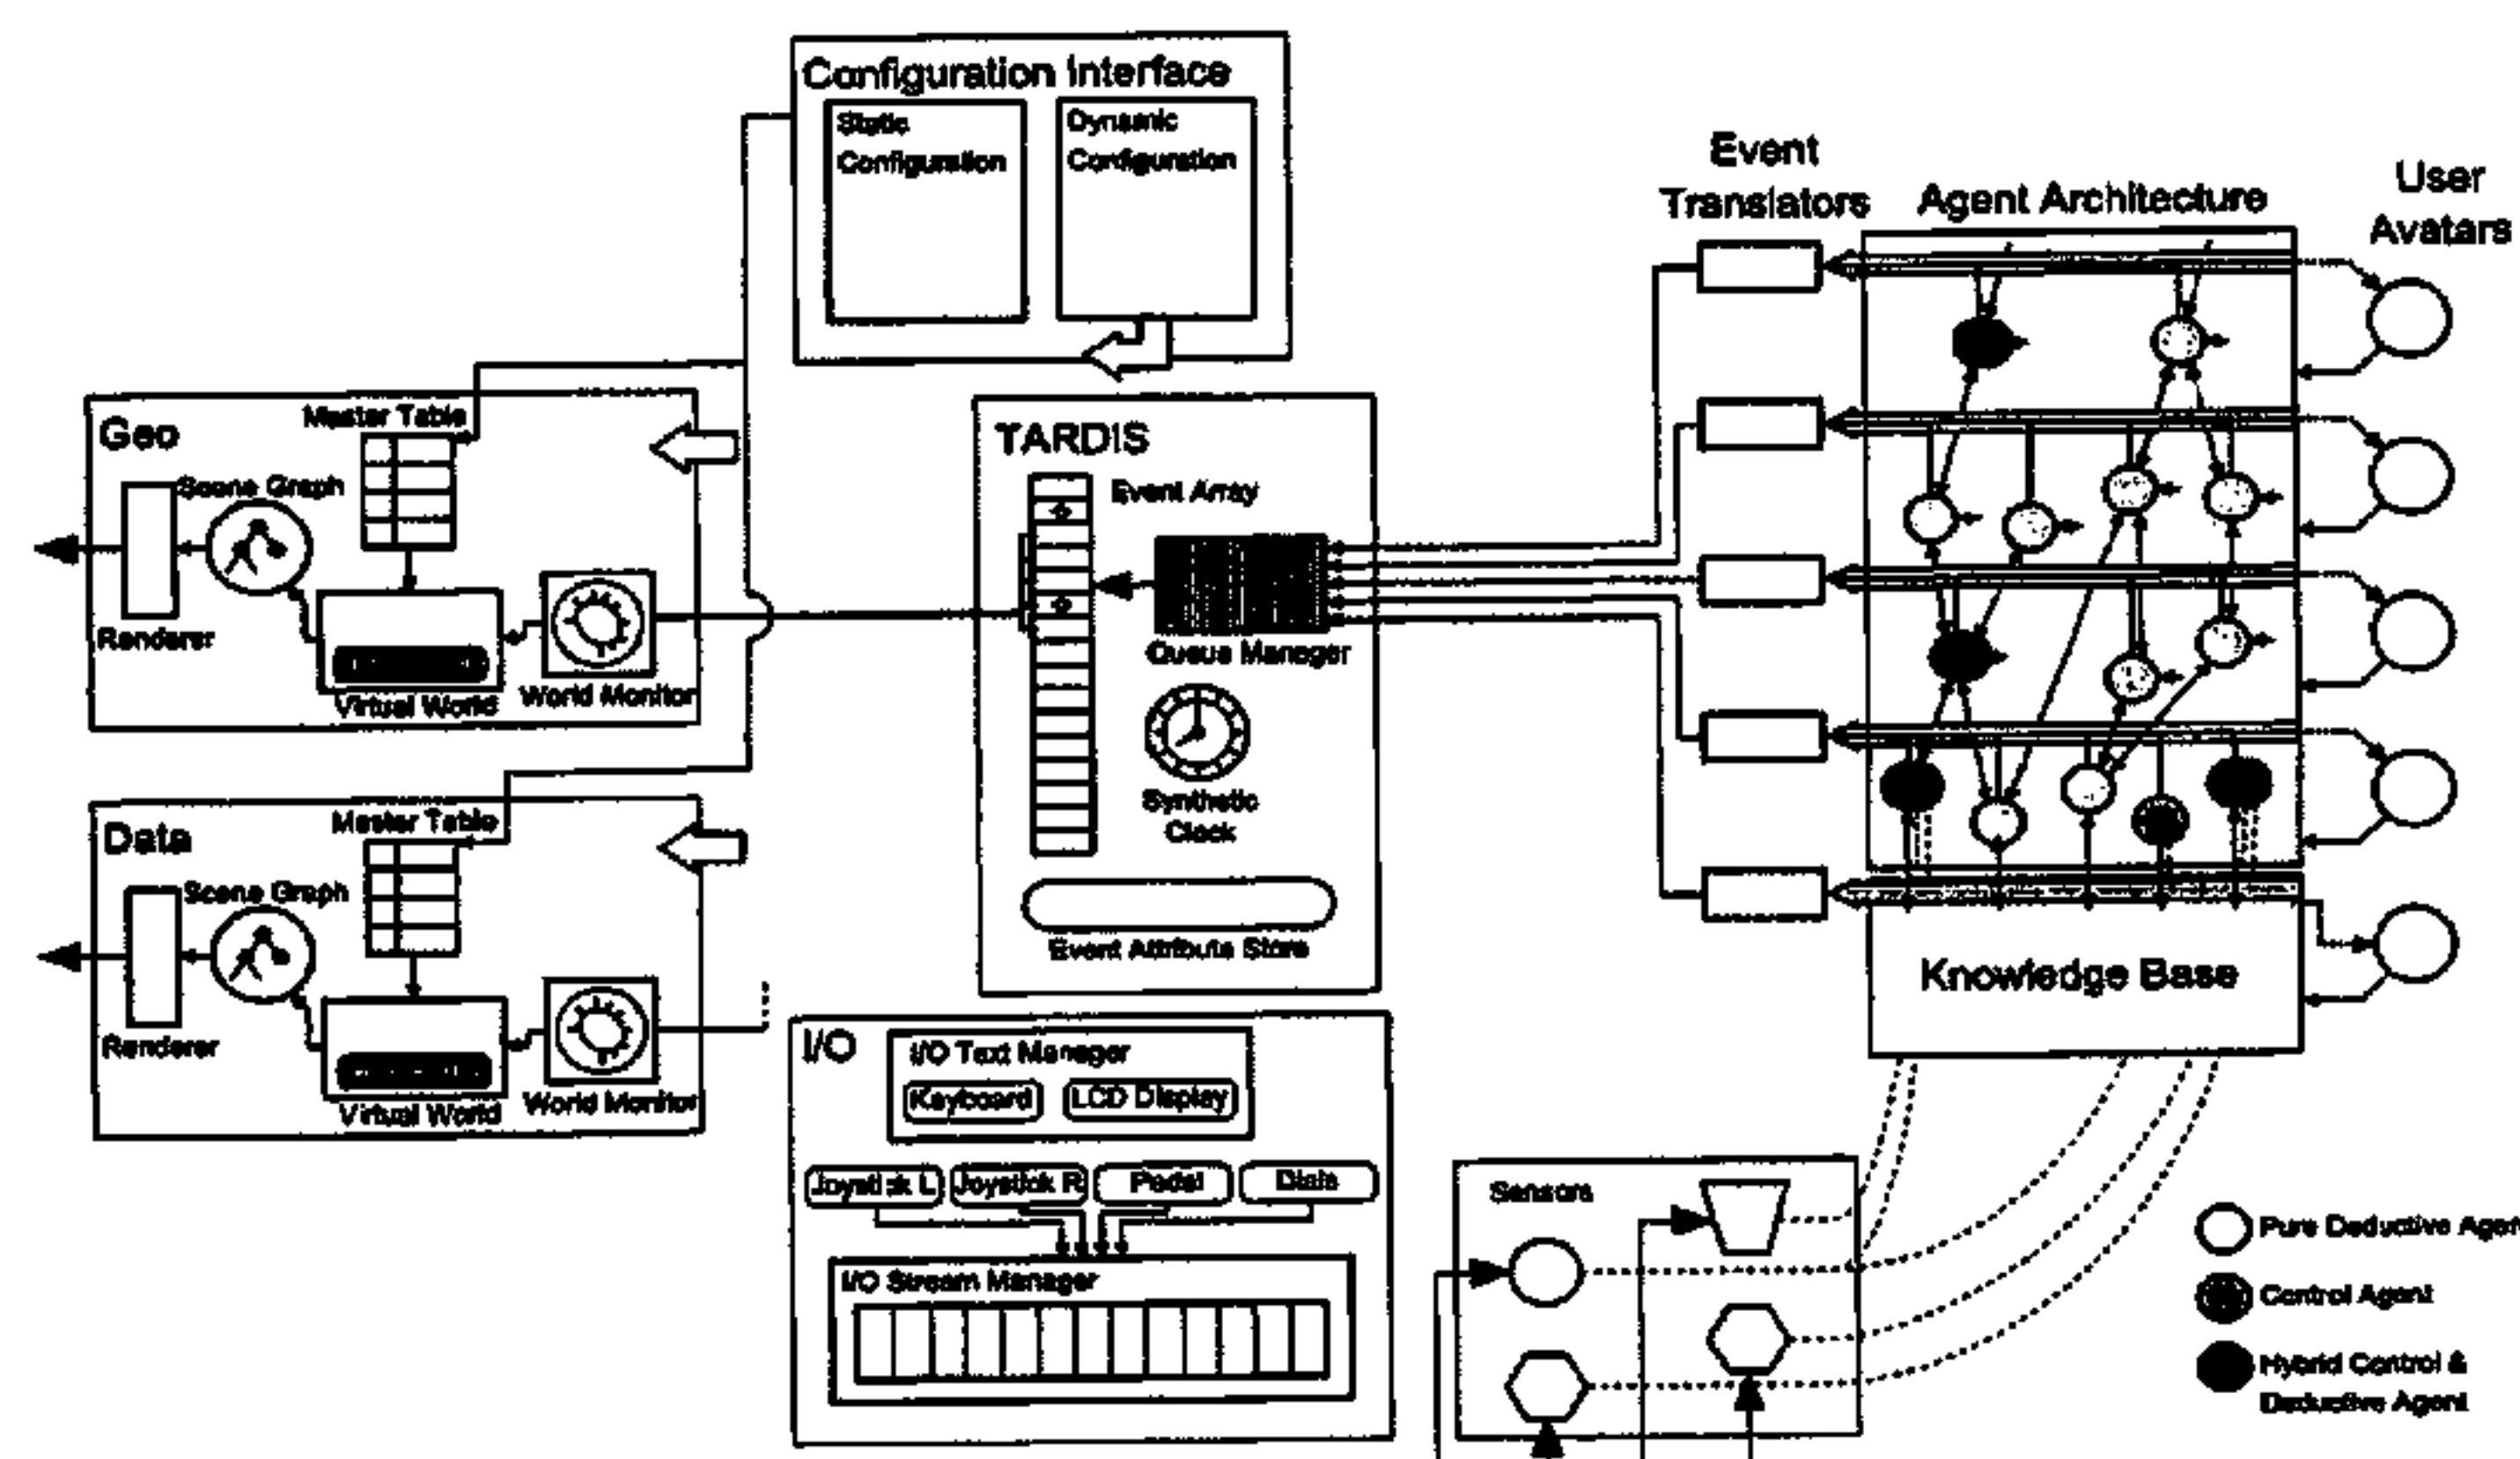 Configuration Interface
Static
Configuration
Dynamic
Configuration
Event
Translators
Agent Architecture
User
Avatars
Geo
Master Table
Scene Graph
Renderer
Virtual World
World Monitor
TARDIS
Event Array
Queue Manager
Synthetic
Clock
Event Attribute Store
Data
Master Table
Scene Graph
Renderer
Virtual World
World Monitor
Knowledge Base
I/O
I/O Text Manager
Keyboard
LCD Display
Joystick L
Joystick R
Pedal
Dials
I/O Stream Manager
Sensors
Pure Deductive Agen
Control Agent
Hybrid Control &
Deductive Agent